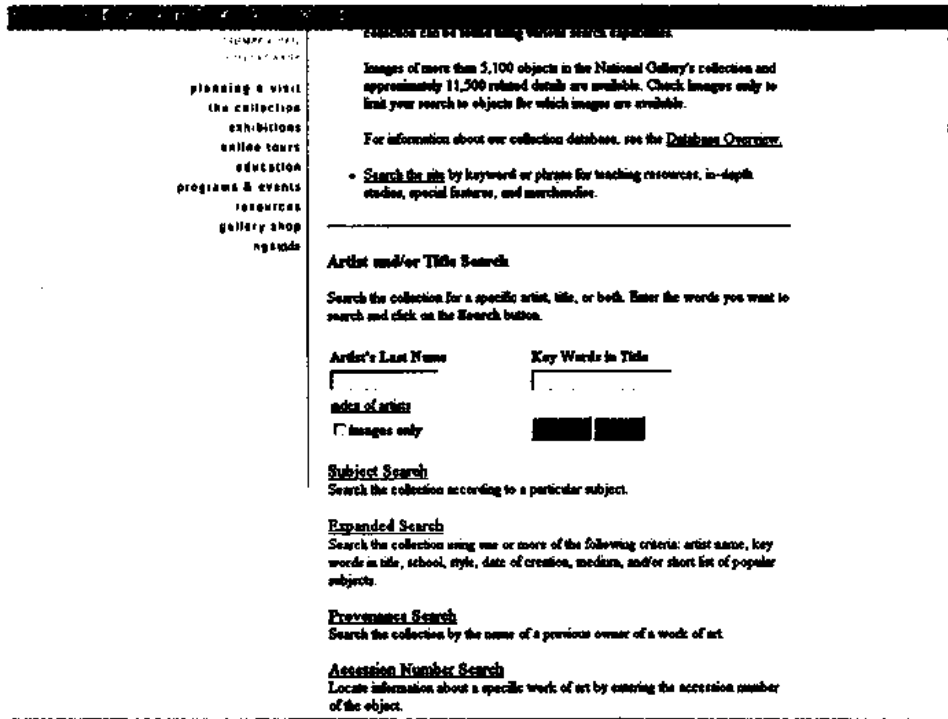 planning a visit
the collection
exhibitions
online tours
education
programs & events
resources
gallery shop
collection can be found using various search capabilities.
Images of more than 5,100 objects in the National Gallery's collection and
approximately 11,500 related details are available. Check images only to
limit your search to objects for which images are available.
For information about our collection database, see the Database Overview.
• Search the site by keyword or phrase for teaching resources, in-depth
studies, special features, and merchandise.
Artist and/or Title Search
Search the collection for a specific artist, title, or both. Enter the words you want to
search and click on the Search button.
Artist's Last Name Key Words in Title
index of artists
images only
Subject Search
Search the collection according to a particular subject.
Expanded Search
Search the collection using one or more of the following criteria: artist name, key
words in title, school, style, date of creation, medium, and/or short list of popular
subjects.
Provenance Search
Search the collection by the name of a previous owner of a work of art
Accession Number Search
Locate information about a specific work of art by entering the accession number
of the object.